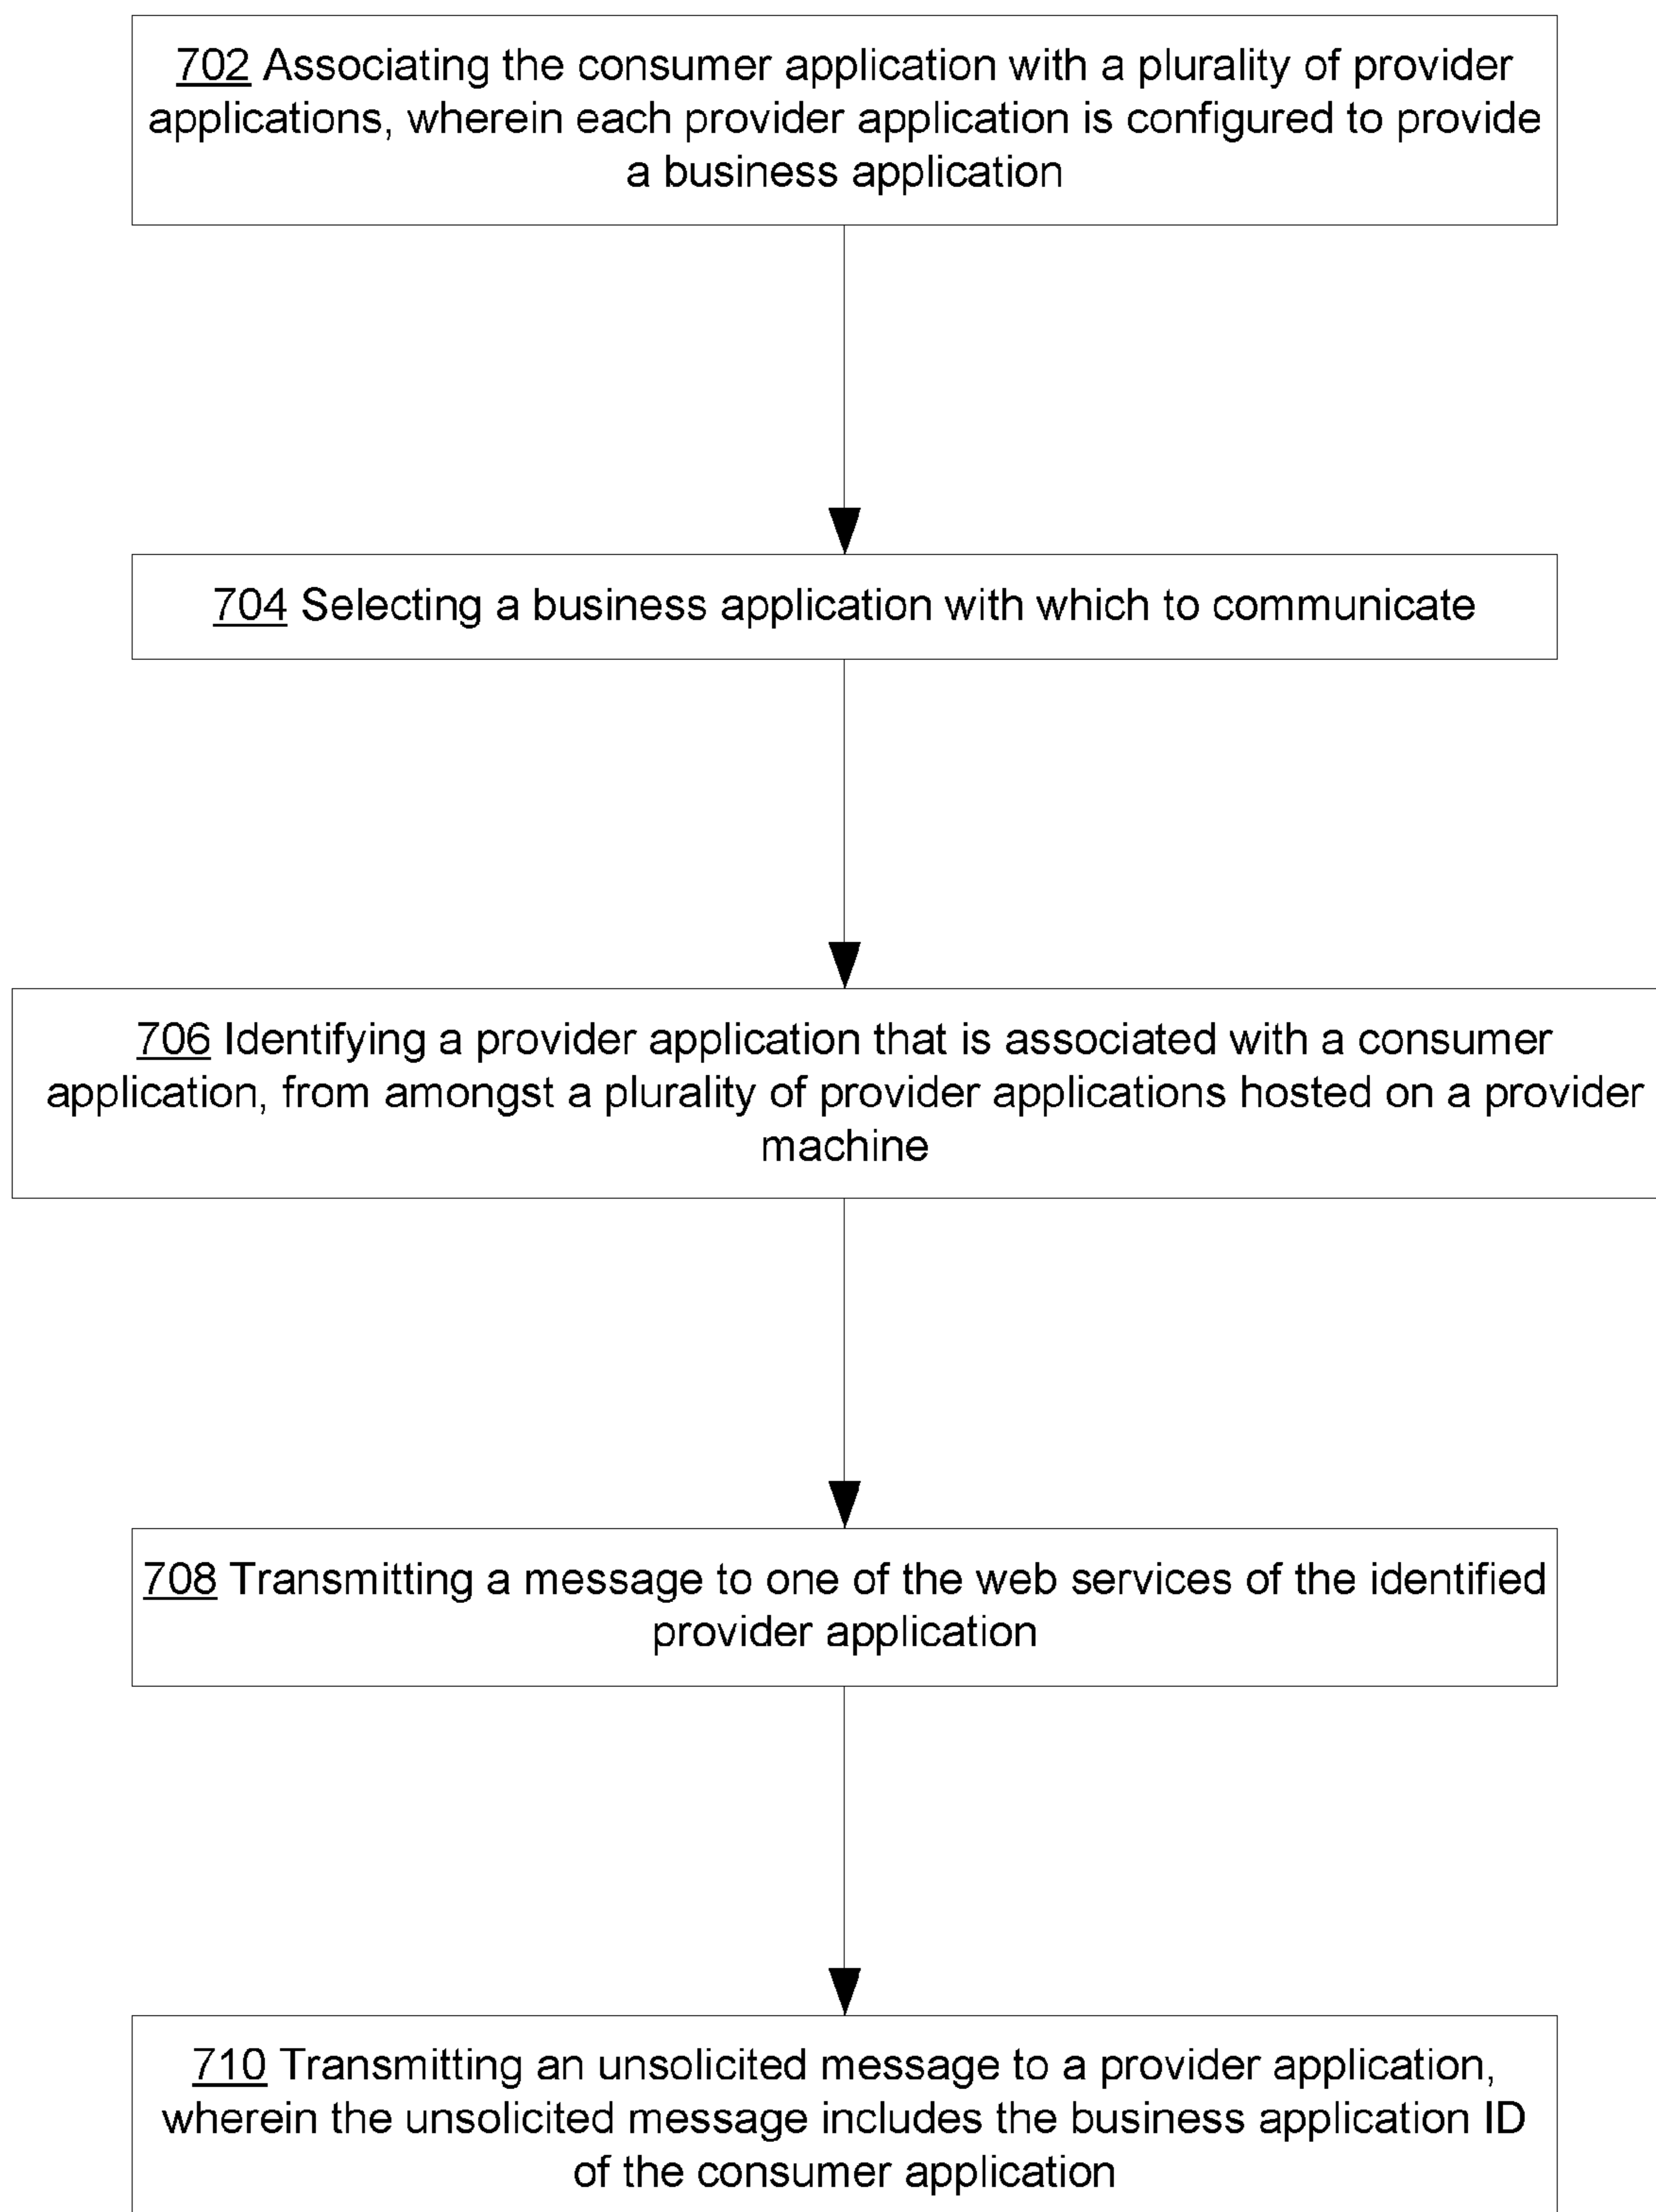 702 Associating the consumer application with a plurality of provider
applications, wherein each provider application is configured to provide
a business application
704 Selecting a business application with which to communicate
706 Identifying a provider application that is associated with a consumer
application, from amongst a plurality of provider applications hosted on a provider
machine
708 Transmitting a message to one of the web services of the identified
provider application
710 Transmitting an unsolicited message to a provider application,
wherein the unsolicited message includes the business application ID
of the consumer application